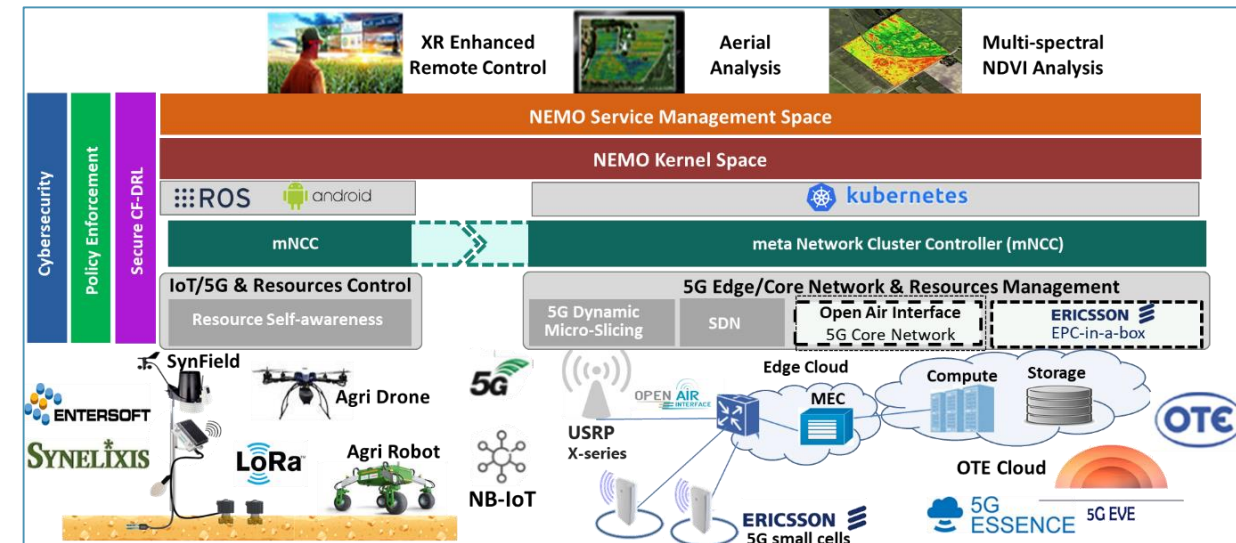 XR Enhanced
Remote Control
Aerial
Analysis
Multi-spectral
NDVI Analysis
Cybersecurity
Policy Enforcement
Secure CF-DRL
NEMO Service Management Space
NEMO Kernel Space
ROS
android
kubernetes
mNCC
meta Network Cluster Controller (mNCC)
IoT/5G & Resources Control
Resource Self-awareness
5G Edge/Core Network & Resources Management
5G Dynamic
Micro-Slicing
SDN
Open Air Interface
5G Core Network
ERICSSON
EPC-in-a-box
SynField
ENTERSOFT
SYNELIXIS
Agri Drone
LoRa
Agri Robot
5G
NB-IoT
OPEN AIR
INTERFACE
USRP
X-series
Edge Cloud
MEC
Compute
Storage
ERICSSON
5G small cells
OTE
OTE Cloud
5G
ESSENCE
5G EVE